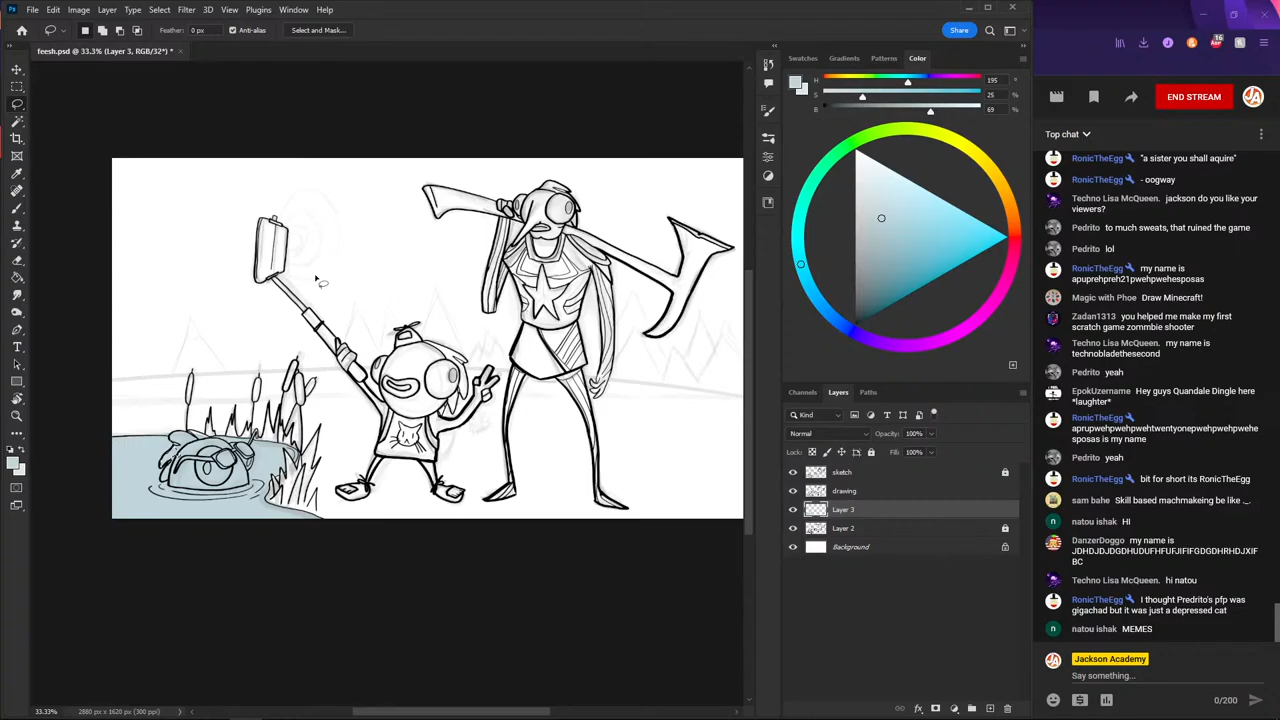 File Edit Image Layer Type Select Filter 3D View Plugins Window Help
Feather: 0 px Anti-alias Select and Mask... Share
feesh.psd @ 33.3% (Layer 3, RGB/32*) *
Swatches Gradients Patterns Color
H 195 °
S 25 %
B 69 %
Channels Layers Paths
Kind
Normal Opacity: 100%
Lock: Fill: 100%
sketch
drawing
Layer 3
Layer 2
Background
33.33% 2880 px x 1620 px (300 ppi)
16
END STREAM
Top chat
RonicTheEgg "a sister you shall aquire"
RonicTheEgg - oogway
Techno Lisa McQueen. jackson do you like your
viewers?
Pedrito to much sweats, that ruined the game
Pedrito lol
RonicTheEgg my name is
apuprehpreh21pwehpwehesposas
Magic with Phoe Draw Minecraft!
Zadan1313 you helped me make my first
scratch game zommbie shooter
Techno Lisa McQueen. my name is
technobladethesecond
Pedrito yeah
EpokUzername Hey guys Quandale Dingle here
*laughter*
RonicTheEgg
aprupwehpwehpwehtwentyonepwehpwehe
sposas is my name
Pedrito yeah
RonicTheEgg bit for short its RonicTheEgg
sam bahe Skill based machmakeing be like ._.
natou ishak HI
DanzerDoggo my name is
JDHDJDJDGDHUDUFHFUFJIFIFGDGDHRHDJXIF
BC
Techno Lisa McQueen. hi natou
RonicTheEgg I thought Predrito's pfp was
gigachad but it was just a depressed cat
natou ishak MEMES
Jackson Academy
Say something...
0/200